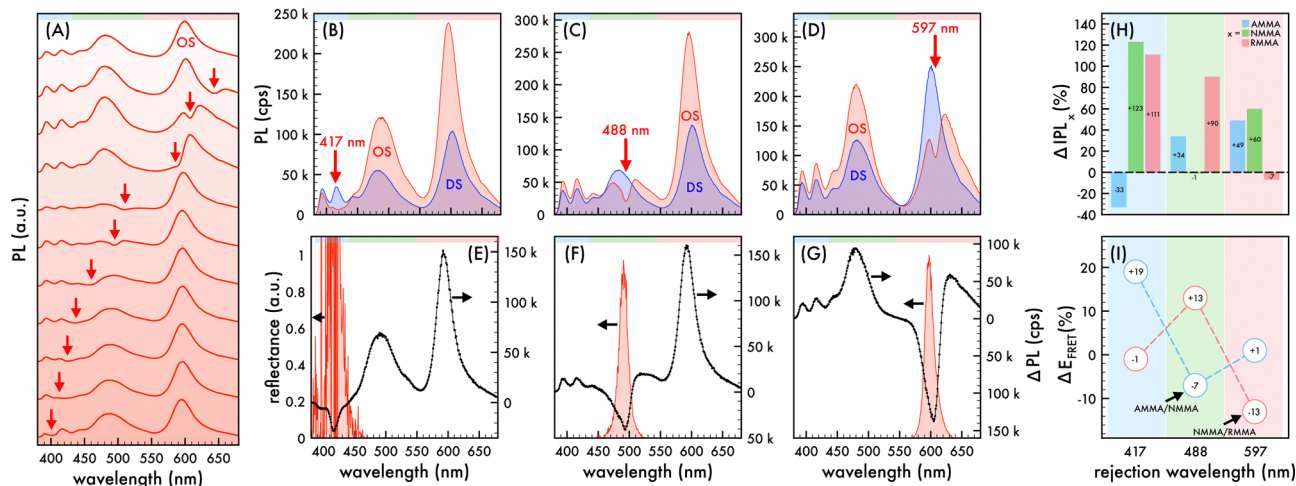 (A)
OS
PL (a.u.)
400 450 500 550 600 650
wavelength (nm)
(B)
PL (cps)
250 k
200 k
150 k
100 k
50 k
0
417 nm
OS
DS
(C)
300 k
250 k
200 k
150 k
100 k
50 k
0
488 nm
OS
DS
(D)
300 k
250 k
200 k
150 k
100 k
50 k
0
597 nm
OS
DS
(E)
reflectance (a.u.)
1
0.8
0.6
0.4
0.2
0
150 k
100 k
50 k
0
400 450 500 550 600 650
wavelength (nm)
(F)
150 k
100 k
50 k
0
50 k
400 450 500 550 600 650
wavelength (nm)
(G)
100 k
50 k
0
50 k
100 k
150 k
Δ PL (cps)
400 450 500 550 600 650
wavelength (nm)
(H)
AMMA
x = NMMA
RMMA
Δ IPLx (%)
140
120
100
80
60
40
20
0
-20
-40
-33
+123
+111
+34
-1
+90
+49
+60
-7
(I)
Δ EFRET(%)
20
10
0
-10
+19
-1
+13
-7
+1
-13
AMMA/NMMA
NMMA/RMMA
417 488 597
rejection wavelength (nm)